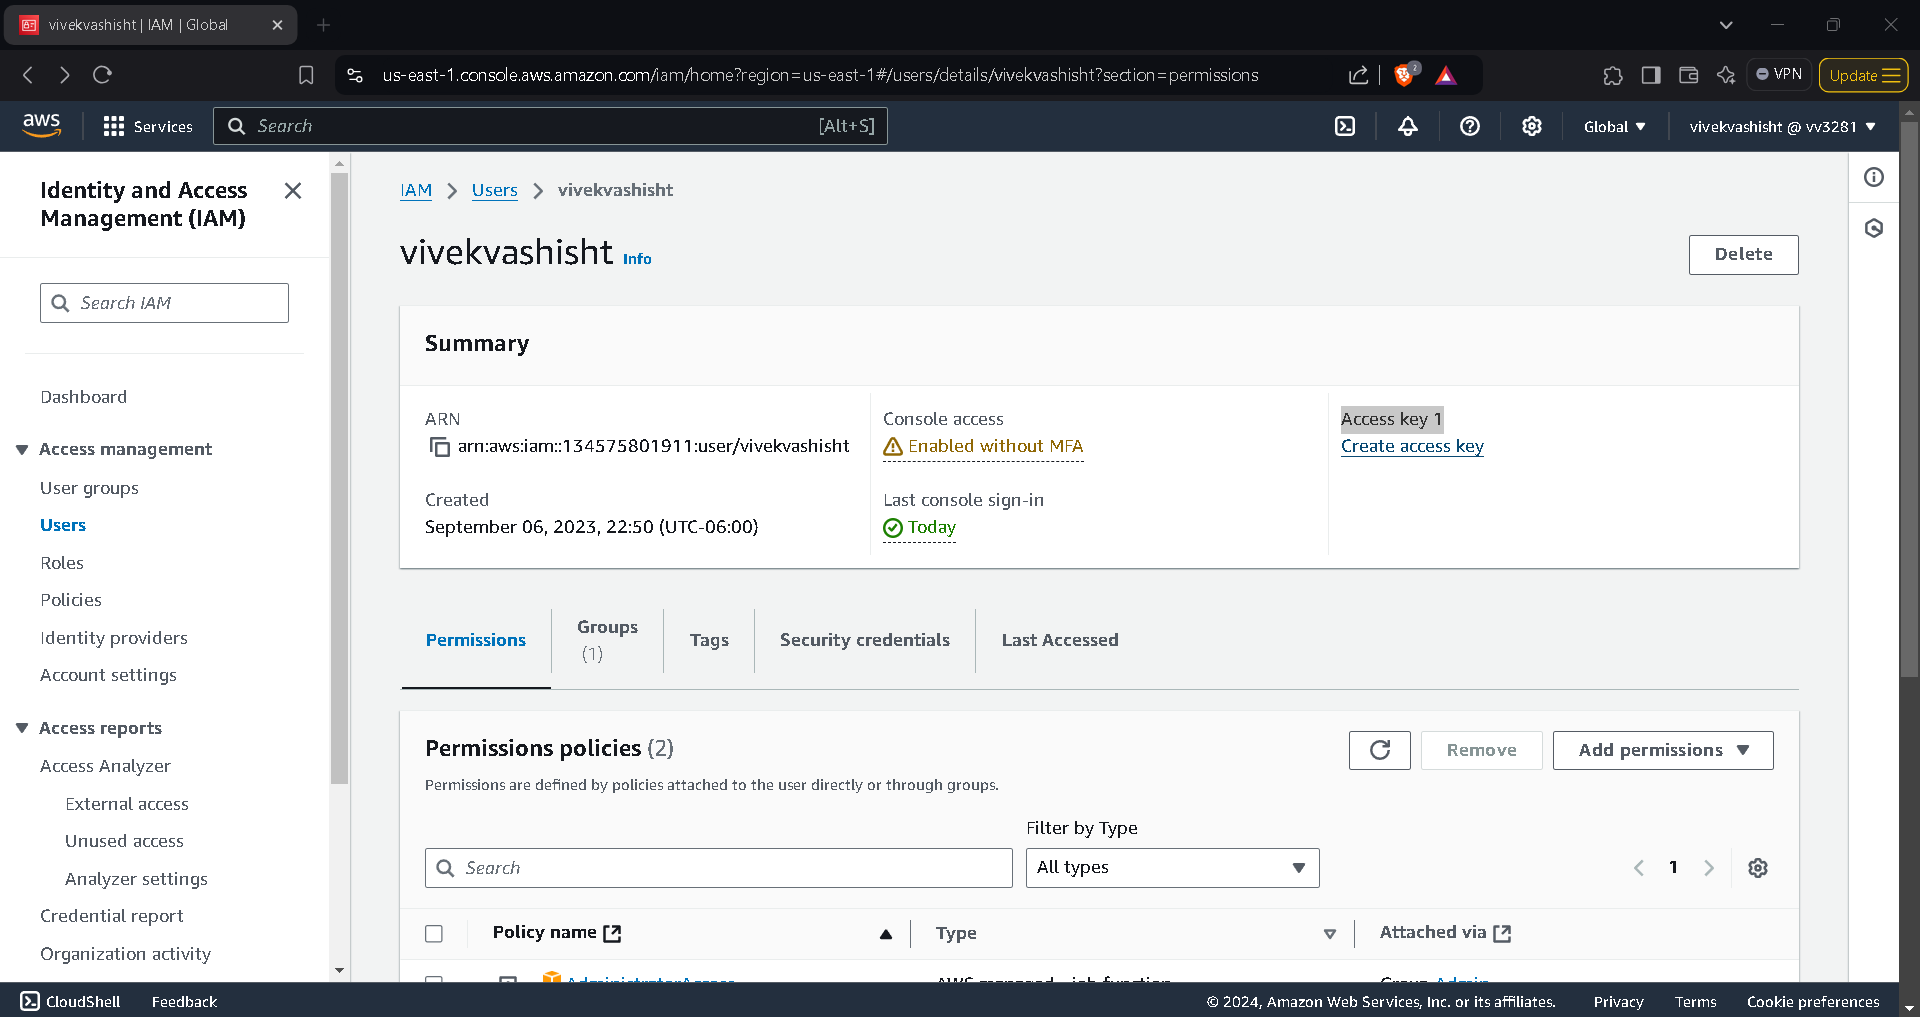 vivekvashisht | IAM | Global
us-east-1.console.aws.amazon.com/iam/home?region=us-east-1#/users/details/vivekvashisht?section=permissions
2
VPN
Update
aws
Services
Search
[Alt+S]
Global
vivekvashisht @ vv3281
Identity and Access
Management (IAM)
Search IAM
Dashboard
Access management
User groups
Users
Roles
Policies
Identity providers
Account settings
Access reports
Access Analyzer
External access
Unused access
Analyzer settings
Credential report
Organization activity
IAM > Users > vivekvashisht
vivekvashisht Info
Delete
Summary
ARN
arn:aws:iam::134575801911:user/vivekvashisht
Created
September 06, 2023, 22:50 (UTC-06:00)
Console access
Enabled without MFA
Last console sign-in
Today
Access key 1
Create access key
Permissions
Groups
(1)
Tags
Security credentials
Last Accessed
Permissions policies (2)
Remove
Add permissions
Permissions are defined by policies attached to the user directly or through groups.
Filter by Type
Search
All types
1
Policy name
Type
Attached via
AdministratorAccess
AWS managed - job function
Group Admin
CloudShell
Feedback
© 2024, Amazon Web Services, Inc. or its affiliates.
Privacy
Terms
Cookie preferences